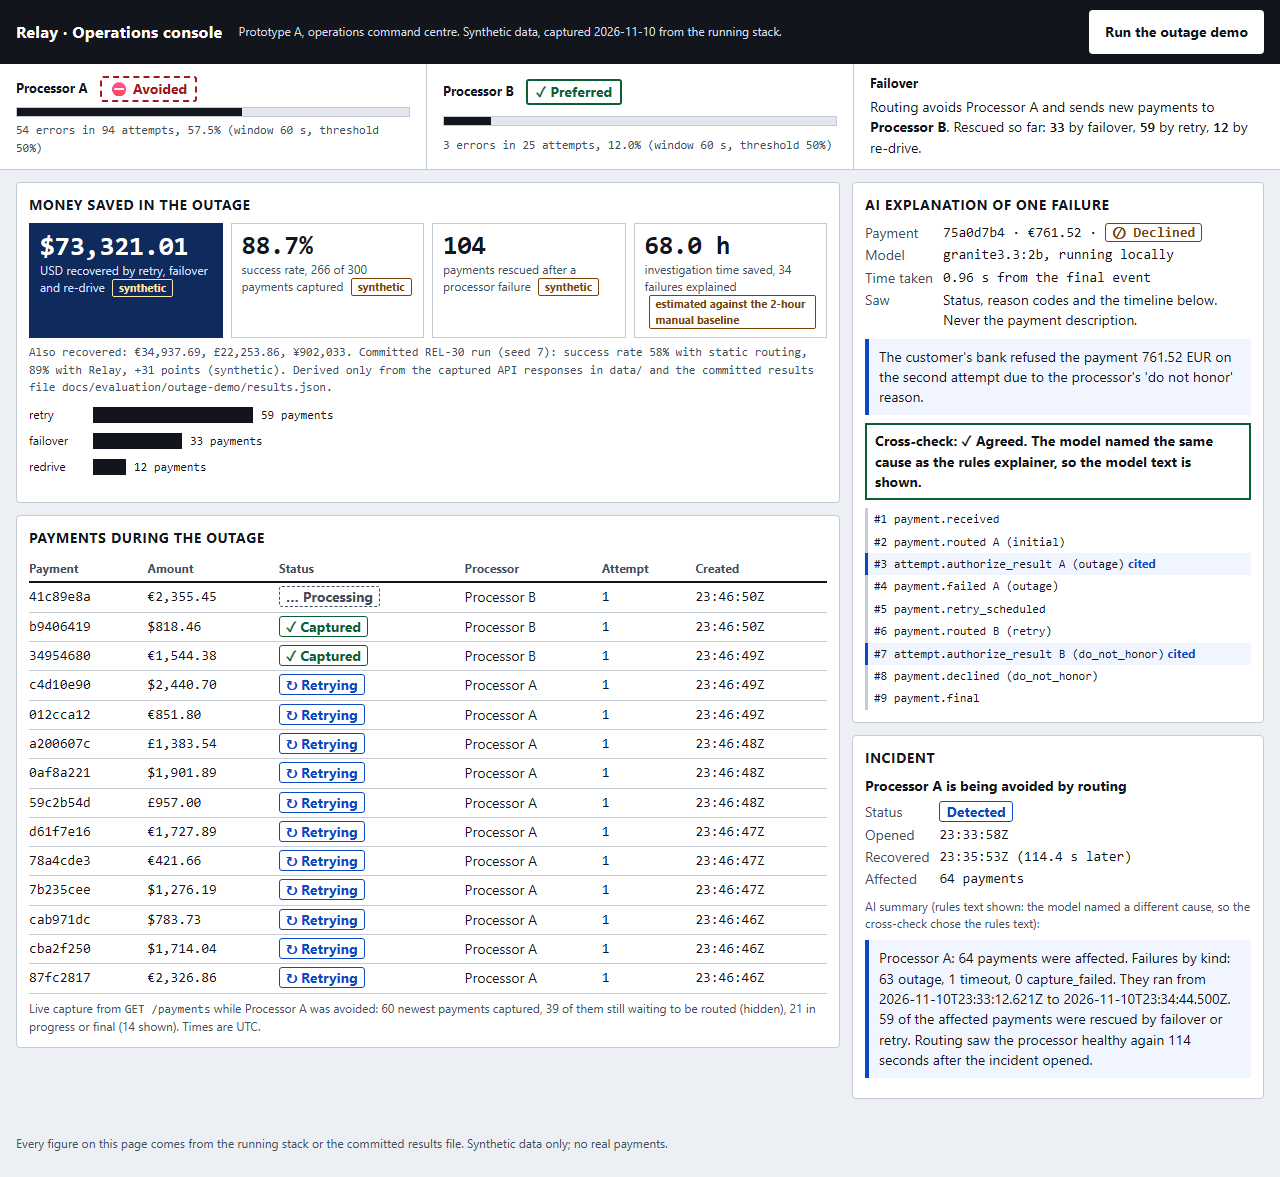 Relay · Operations console
Prototype A, operations command centre. Synthetic data, captured 2026-11-10 from the running stack.
Run the outage demo
Processor A
⛔ Avoided
54 errors in 94 attempts, 57.5% (window 60 s, threshold
50%)
Processor B
✓ Preferred
3 errors in 25 attempts, 12.0% (window 60 s, threshold 50%)
Failover
Routing avoids Processor A and sends new payments to
Processor B. Rescued so far: 33 by failover, 59 by retry, 12 by
re-drive.
MONEY SAVED IN THE OUTAGE
$73,321.01
USD recovered by retry, failover
and re-drive synthetic
88.7%
success rate, 266 of 300
payments captured synthetic
104
payments rescued after a
processor failure synthetic
68.0 h
investigation time saved, 34
failures explained
estimated against the 2-hour
manual baseline
Also recovered: €34,937.69, £22,253.86, ¥902,033. Committed REL-30 run (seed 7): success rate 58% with static routing,
89% with Relay, +31 points (synthetic). Derived only from the captured API responses in data/ and the committed results
file docs/evaluation/outage-demo/results.json.
retry 59 payments
failover 33 payments
redrive 12 payments
PAYMENTS DURING THE OUTAGE
Payment Amount Status Processor Attempt Created
41c89e8a €2,355.45 … Processing Processor B 1 23:46:50Z
b9406419 $818.46 ✓ Captured Processor B 1 23:46:50Z
34954680 €1,544.38 ✓ Captured Processor B 1 23:46:50Z
c4d10e90 $2,440.70 ↻ Retrying Processor A 1 23:46:49Z
012cca12 €851.80 ↻ Retrying Processor A 1 23:46:49Z
a200607c £1,383.54 ↻ Retrying Processor A 1 23:46:48Z
0af8a221 $1,901.89 ↻ Retrying Processor A 1 23:46:48Z
59c2b54d £957.00 ↻ Retrying Processor A 1 23:46:48Z
d61f7e16 €1,727.89 ↻ Retrying Processor A 1 23:46:47Z
78a4cde3 €421.66 ↻ Retrying Processor A 1 23:46:47Z
7b235cee $1,276.19 ↻ Retrying Processor A 1 23:46:47Z
cab971dc $783.73 ↻ Retrying Processor A 1 23:46:46Z
cba2f250 $1,714.04 ↻ Retrying Processor A 1 23:46:46Z
87fc2817 €2,326.86 ↻ Retrying Processor A 1 23:46:46Z
Live capture from GET /payments while Processor A was avoided: 60 newest payments captured, 39 of them still waiting to be routed (hidden), 21 in
progress or final (14 shown). Times are UTC.
AI EXPLANATION OF ONE FAILURE
Payment 75a0d7b4 · €761.52 · ⊘ Declined
Model granite3.3:2b, running locally
Time taken 0.96 s from the final event
Saw Status, reason codes and the timeline below.
Never the payment description.
The customer's bank refused the payment 761.52 EUR on
the second attempt due to the processor's 'do not honor'
reason.
Cross-check: ✓ Agreed. The model named the same
cause as the rules explainer, so the model text is
shown.
#1 payment.received
#2 payment.routed A (initial)
#3 attempt.authorize_result A (outage) cited
#4 payment.failed A (outage)
#5 payment.retry_scheduled
#6 payment.routed B (retry)
#7 attempt.authorize_result B (do_not_honor) cited
#8 payment.declined (do_not_honor)
#9 payment.final
INCIDENT
Processor A is being avoided by routing
Status Detected
Opened 23:33:58Z
Recovered 23:35:53Z (114.4 s later)
Affected 64 payments
AI summary (rules text shown: the model named a different cause, so the
cross-check chose the rules text):
Processor A: 64 payments were affected. Failures by kind:
63 outage, 1 timeout, 0 capture_failed. They ran from
2026-11-10T23:33:12.621Z to 2026-11-10T23:34:44.500Z.
59 of the affected payments were rescued by failover or
retry. Routing saw the processor healthy again 114
seconds after the incident opened.
Every figure on this page comes from the running stack or the committed results file. Synthetic data only; no real payments.